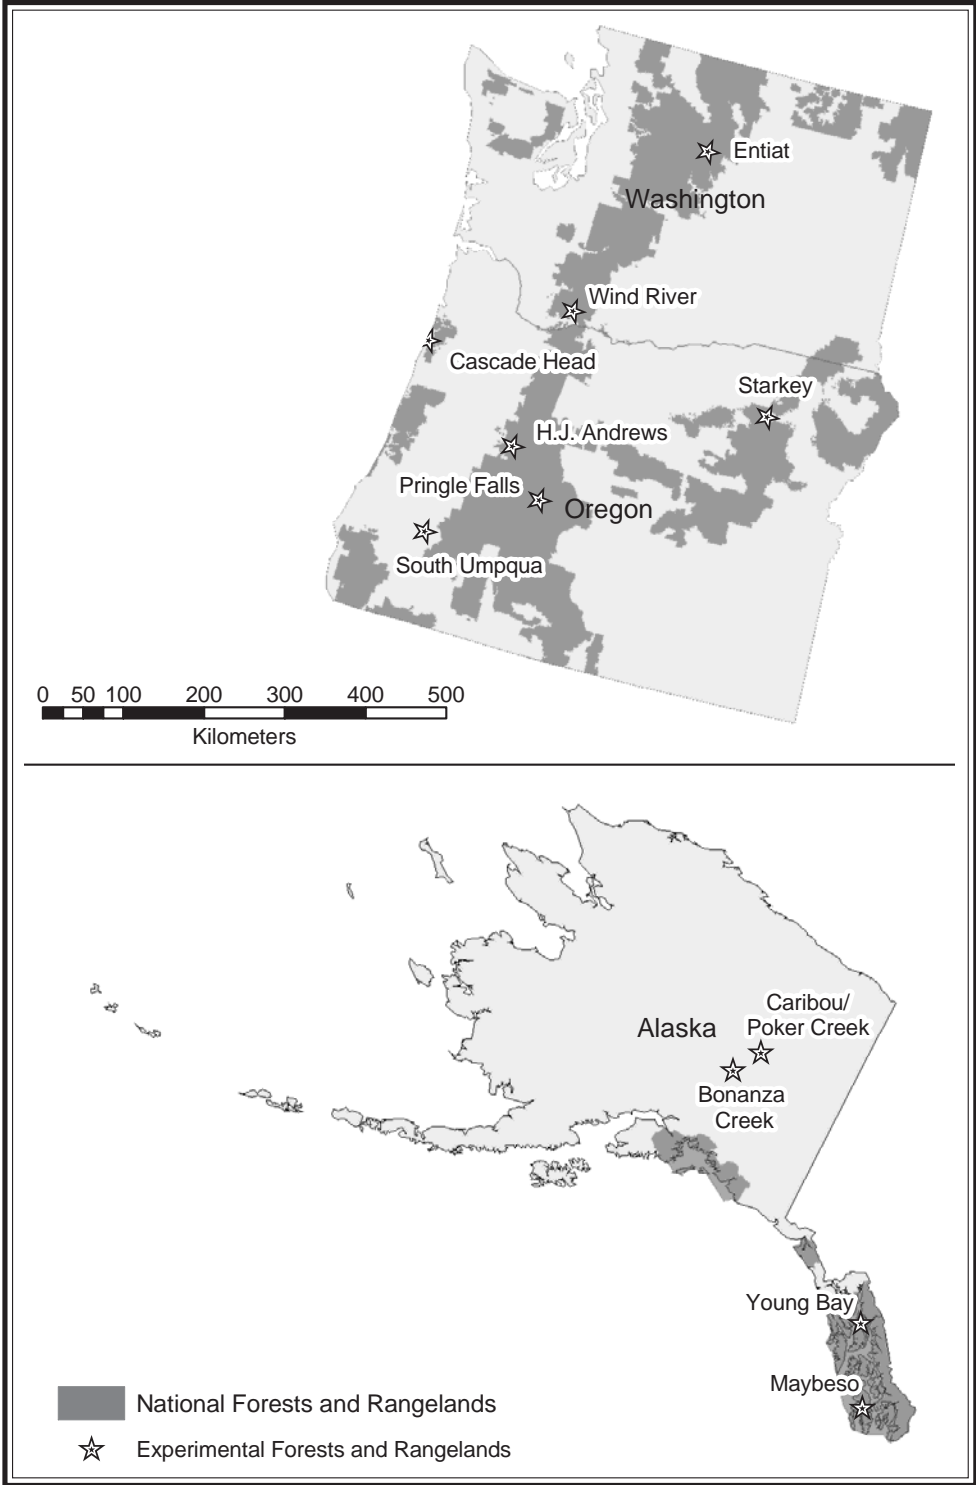 Entiat
Washington
Wind River
Cascade Head
Starkey
H.J. Andrews
Pringle Falls
Oregon
South Umpqua
0 50 100 200 300 400 500
Kilometers
Caribou/
Alaska
Poker Creek
Bonanza
Creek
Young Bay
Maybeso
National Forests and Rangelands
Experimental Forests and Rangelands